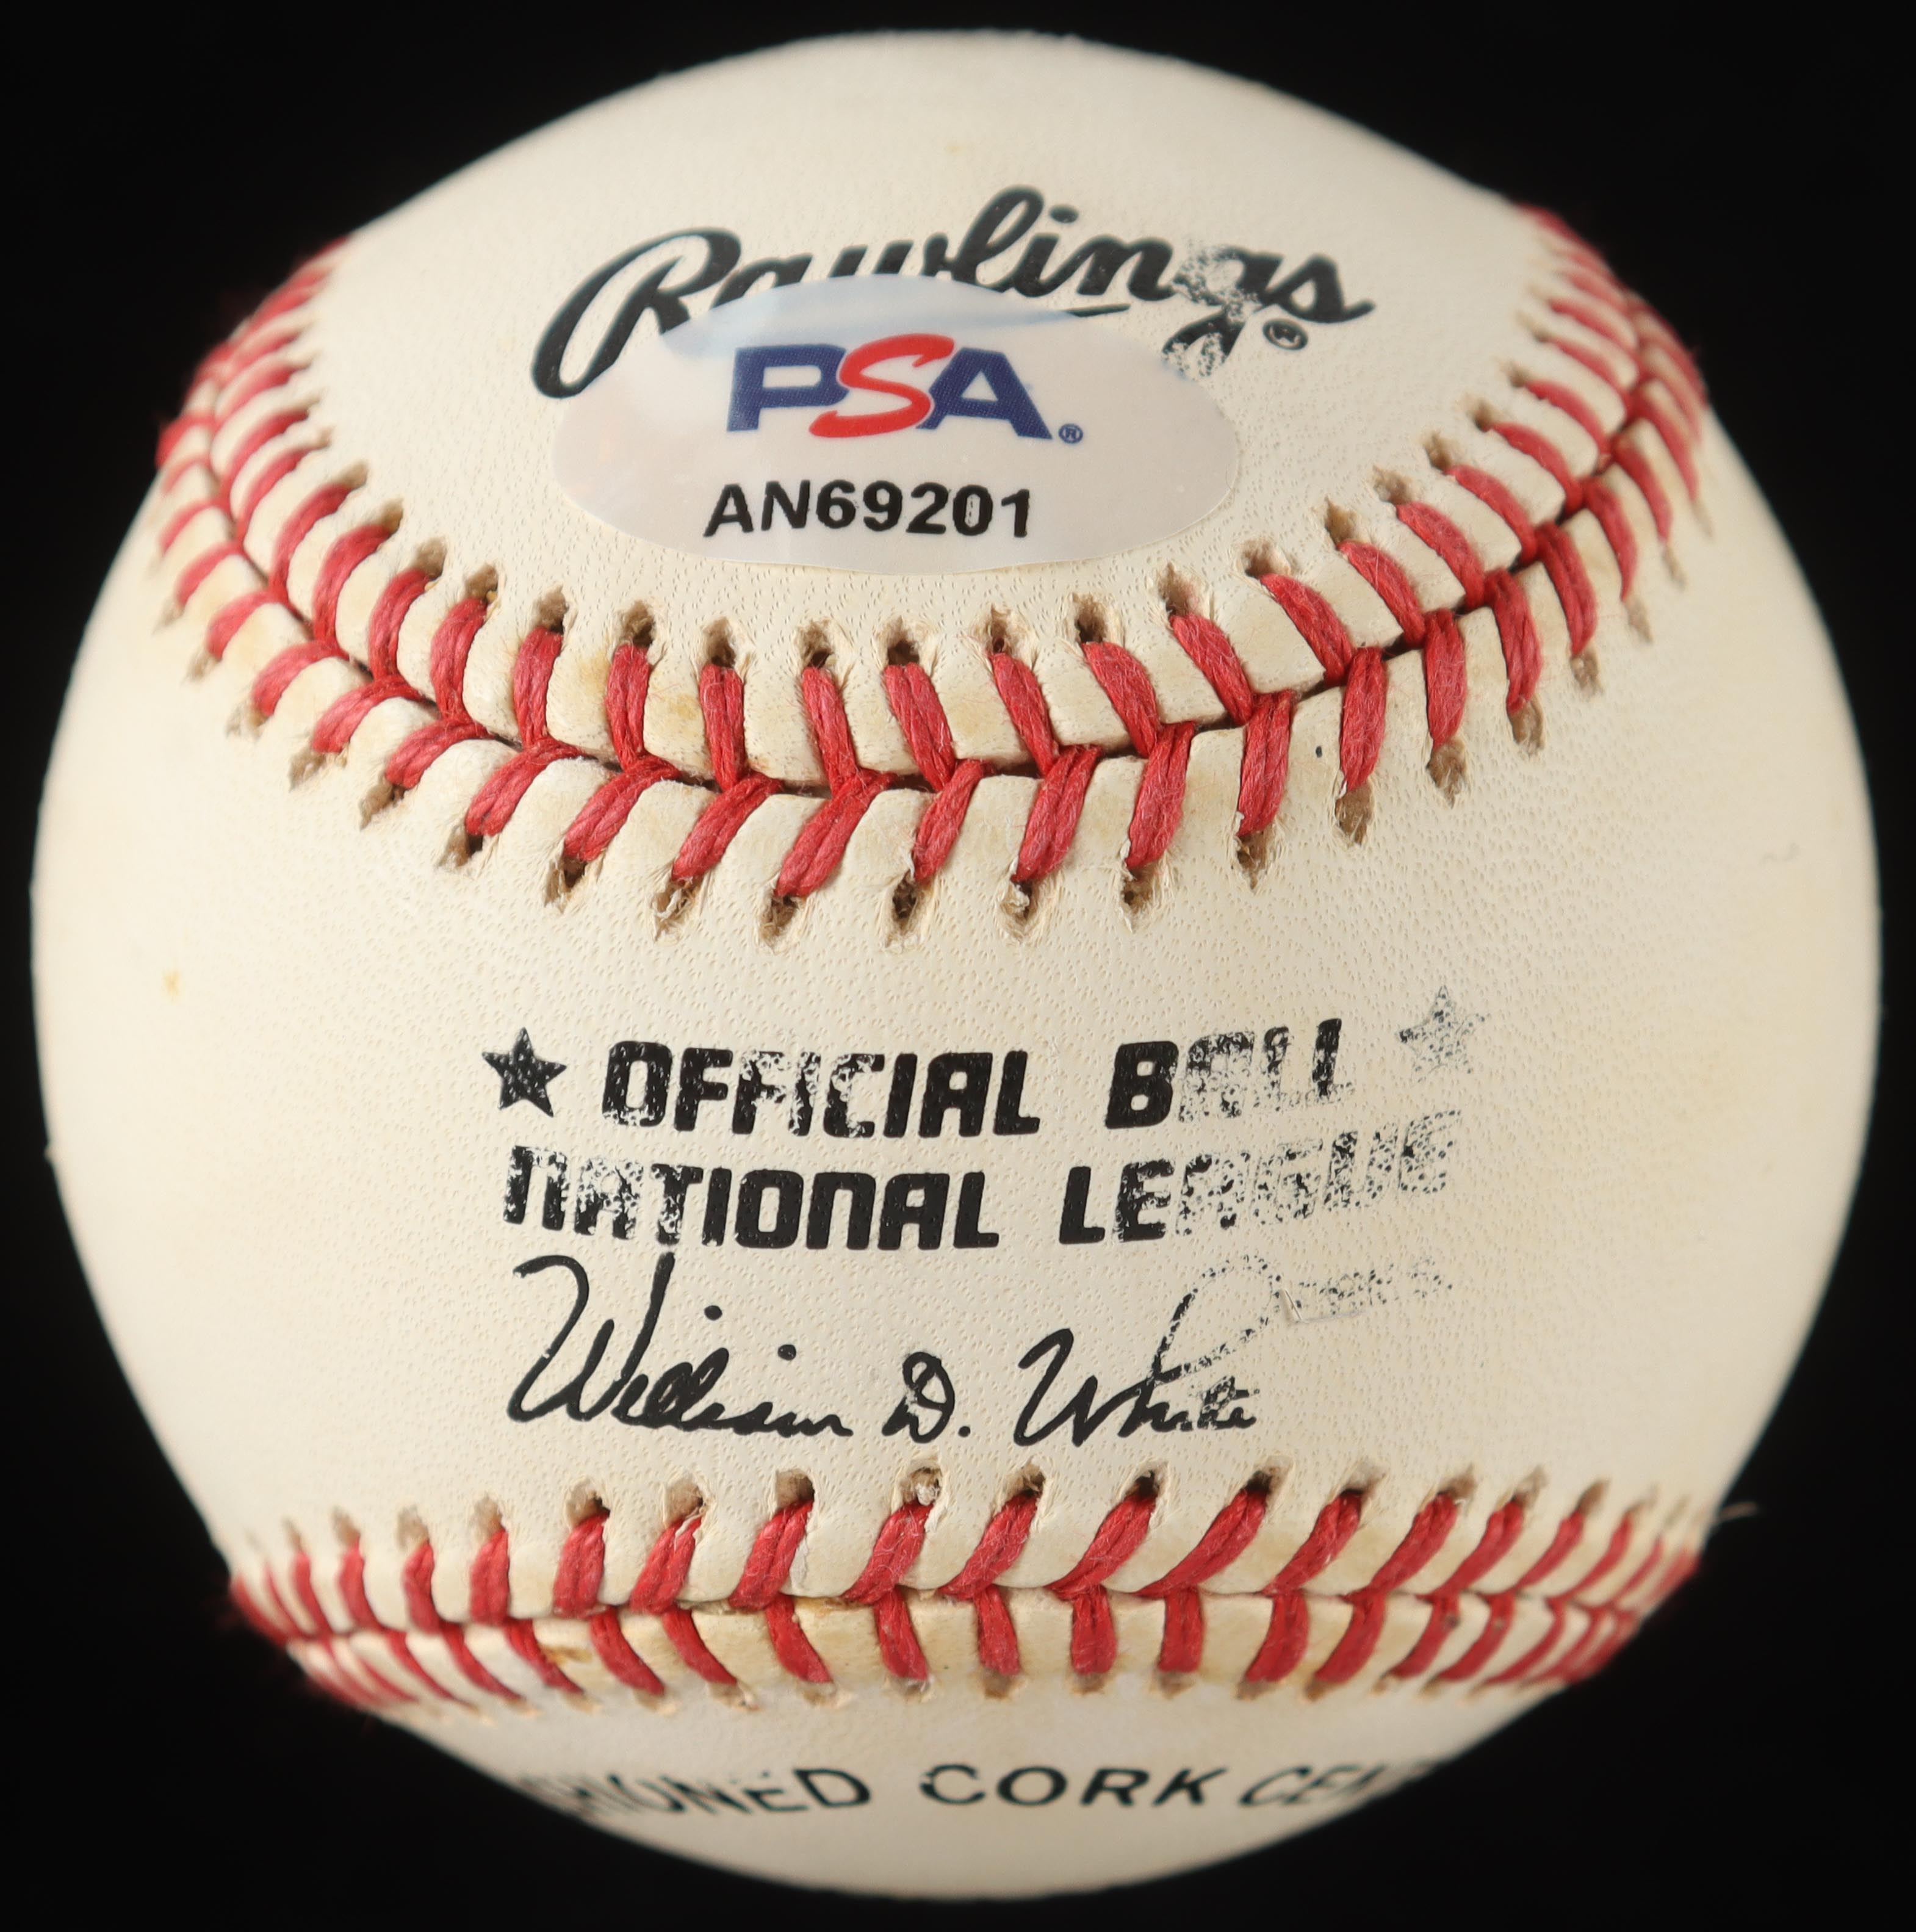 Rawlings®
PSA®
AN69201
★ OFFICIAL BALL ★
NATIONAL LEAGUE
William D. White
CORK